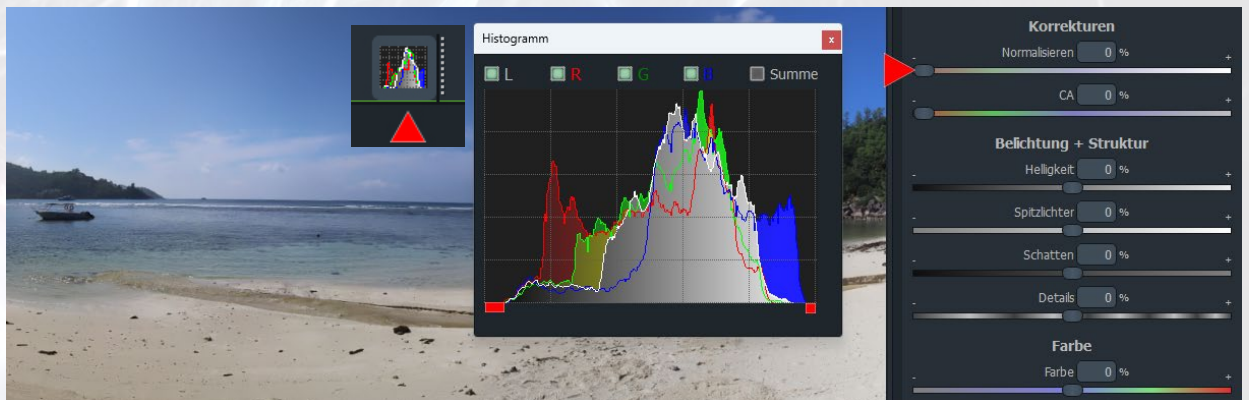 Histogramm
x
L R G B Summe
Korrekturen
Normalisieren 0 %
- +
CA 0 %
- +
Belichtung + Struktur
Helligkeit 0 %
- +
Spitzlichter 0 %
- +
Schatten 0 %
- +
Details 0 %
- +
Farbe
Farbe 0 %
- +